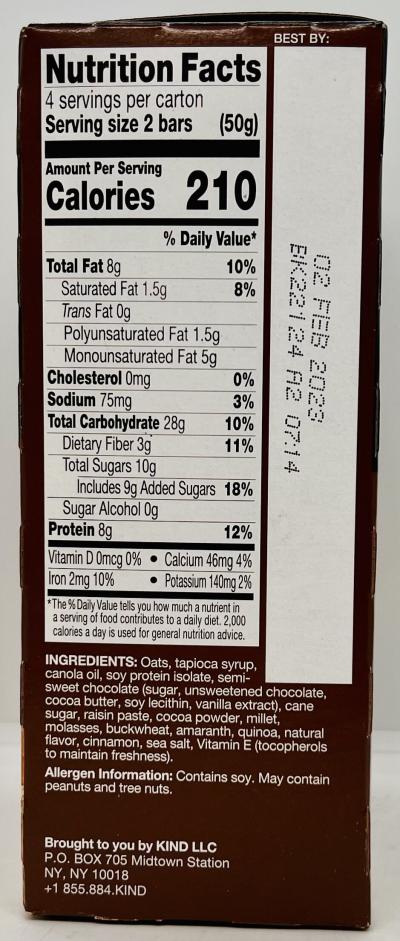 BEST BY:
Nutrition Facts
4 servings per carton
Serving size 2 bars (50g)
Amount Per Serving
Calories 210
% Daily Value*
Total Fat 8g 10%
Saturated Fat 1.5g 8%
Trans Fat 0g
Polyunsaturated Fat 1.5g
Monounsaturated Fat 5g
Cholesterol 0mg 0%
Sodium 75mg 3%
Total Carbohydrate 28g 10%
Dietary Fiber 3g 11%
Total Sugars 10g
Includes 9g Added Sugars 18%
Sugar Alcohol 0g
Protein 8g 12%
Vitamin D 0mcg 0% • Calcium 46mg 4%
Iron 2mg 10% • Potassium 140mg 2%
*The % Daily Value tells you how much a nutrient in
a serving of food contributes to a daily diet. 2,000
calories a day is used for general nutrition advice.
02 FEB 2023
BK221124 A2 07:14
INGREDIENTS: Oats, tapioca syrup,
canola oil, soy protein isolate, semi-
sweet chocolate (sugar, unsweetened chocolate,
cocoa butter, soy lecithin, vanilla extract), cane
sugar, raisin paste, cocoa powder, millet,
molasses, buckwheat, amaranth, quinoa, natural
flavor, cinnamon, sea salt, Vitamin E (tocopherols
to maintain freshness).
Allergen Information: Contains soy. May contain
peanuts and tree nuts.
Brought to you by KIND LLC
P.O. BOX 705 Midtown Station
NY, NY 10018
+1 855.884.KIND